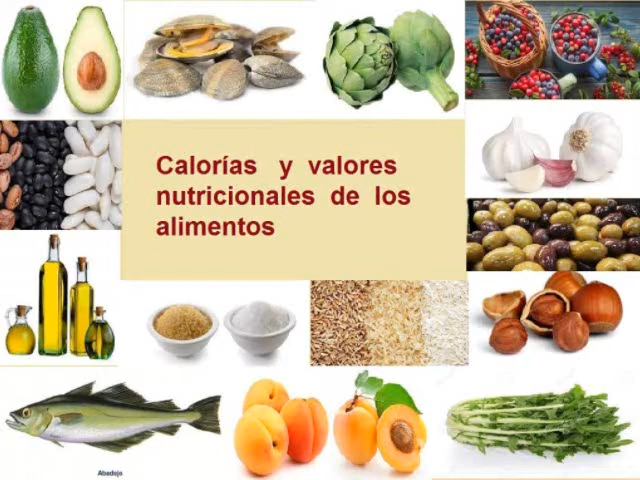 Calorías y valores
nutricionales de los
alimentos
Abadejo